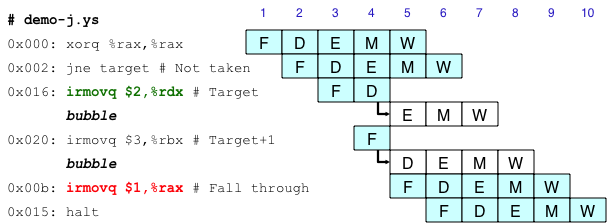 1 2 3 4 5 6 7 8 9 10
# demo-j.ys
0x000: xorq %rax,%rax F D E M W
0x002: jne target # Not taken F D E M W
0x016: irmovq $2,%rdx # Target F D
bubble E M W
0x020: irmovq $3,%rbx # Target+1 F
bubble D E M W
0x00b: irmovq $1,%rax # Fall through F D E M W
0x015: halt F D E M W